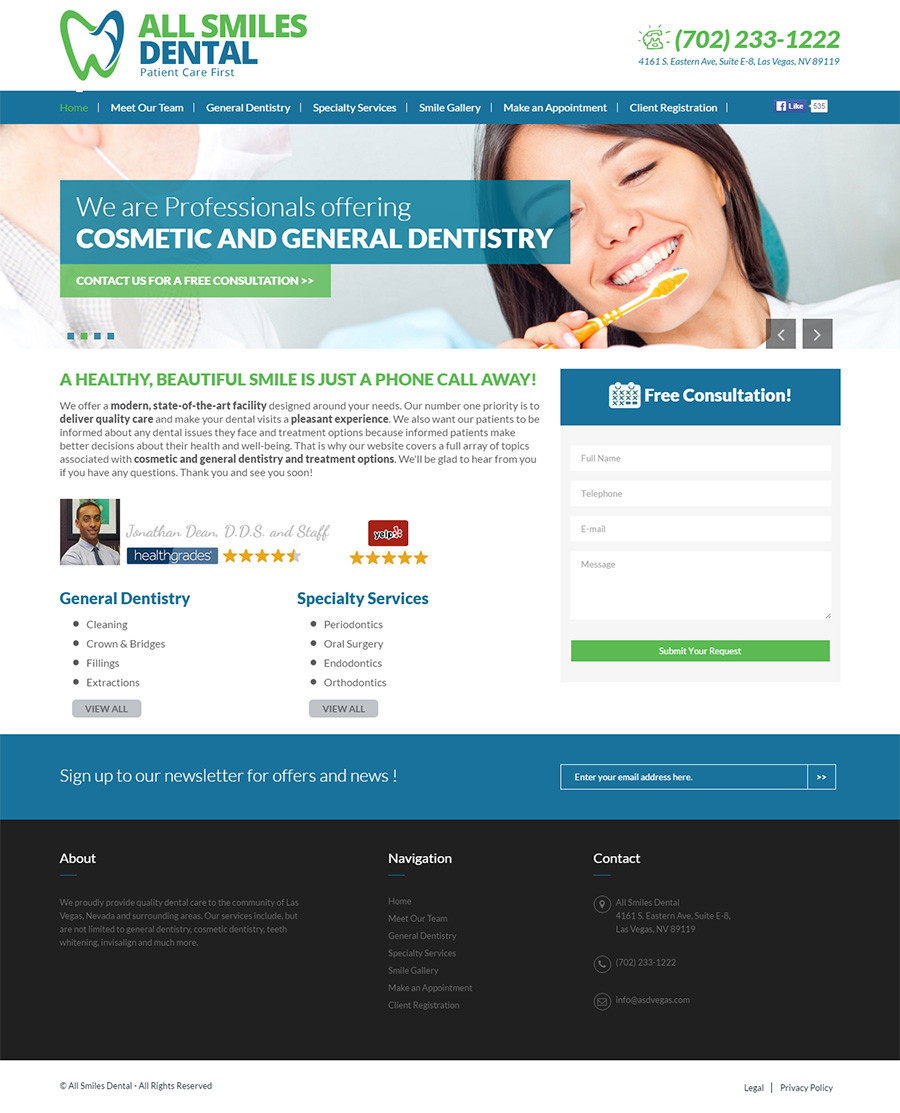 ALL SMILES
DENTAL
Patient Care First
(702) 233-1222
4161 S. Eastern Ave, Suite E-8, Las Vegas, NV 89119
Home | Meet Our Team | General Dentistry | Specialty Services | Smile Gallery | Make an Appointment | Client Registration |
Like 535
We are Professionals offering
COSMETIC AND GENERAL DENTISTRY
CONTACT US FOR A FREE CONSULTATION >>
A HEALTHY, BEAUTIFUL SMILE IS JUST A PHONE CALL AWAY!
We offer a modern, state-of-the-art facility designed around your needs. Our number one priority is to
deliver quality care and make your dental visits a pleasant experience. We also want our patients to be
informed about any dental issues they face and treatment options because informed patients make
better decisions about their health and well-being. That is why our website covers a full array of topics
associated with cosmetic and general dentistry and treatment options. We'll be glad to hear from you
if you have any questions. Thank you and see you soon!
Jonathan Dean, D.D.S. and Staff
healthgrades
yelp
General Dentistry
Cleaning
Crown & Bridges
Fillings
Extractions
VIEW ALL
Specialty Services
Periodontics
Oral Surgery
Endodontics
Orthodontics
VIEW ALL
Free Consultation!
Full Name
Telephone
E-mail
Message
Submit Your Request
Sign up to our newsletter for offers and news !
Enter your email address here.
>>
About
We proudly provide quality dental care to the community of Las
Vegas, Nevada and surrounding areas. Our services include, but
are not limited to general dentistry, cosmetic dentistry, teeth
whitening, invisalign and much more.
Navigation
Home
Meet Our Team
General Dentistry
Specialty Services
Smile Gallery
Make an Appointment
Client Registration
Contact
All Smiles Dental
4161 S. Eastern Ave, Suite E-8,
Las Vegas, NV 89119
(702) 233-1222
info@asdvegas.com
© All Smiles Dental - All Rights Reserved
Legal | Privacy Policy